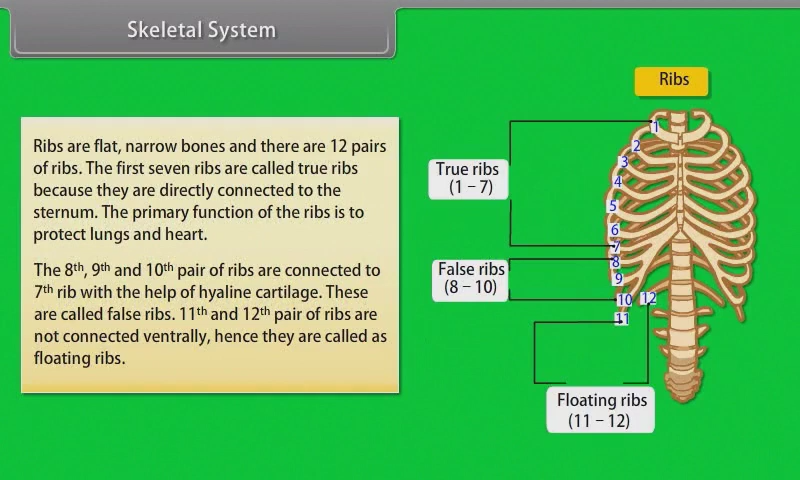 Skeletal System
Ribs are flat, narrow bones and there are 12 pairs
of ribs. The first seven ribs are called true ribs
because they are directly connected to the
sternum. The primary function of the ribs is to
protect lungs and heart.
The 8th, 9th and 10th pair of ribs are connected to
7th rib with the help of hyaline cartilage. These
are called false ribs. 11th and 12th pair of ribs are
not connected ventrally, hence they are called as
floating ribs.
Ribs
True ribs
(1 – 7)
False ribs
(8 – 10)
Floating ribs
(11 – 12)
1
2
3
4
5
6
7
8
9
10
12
11